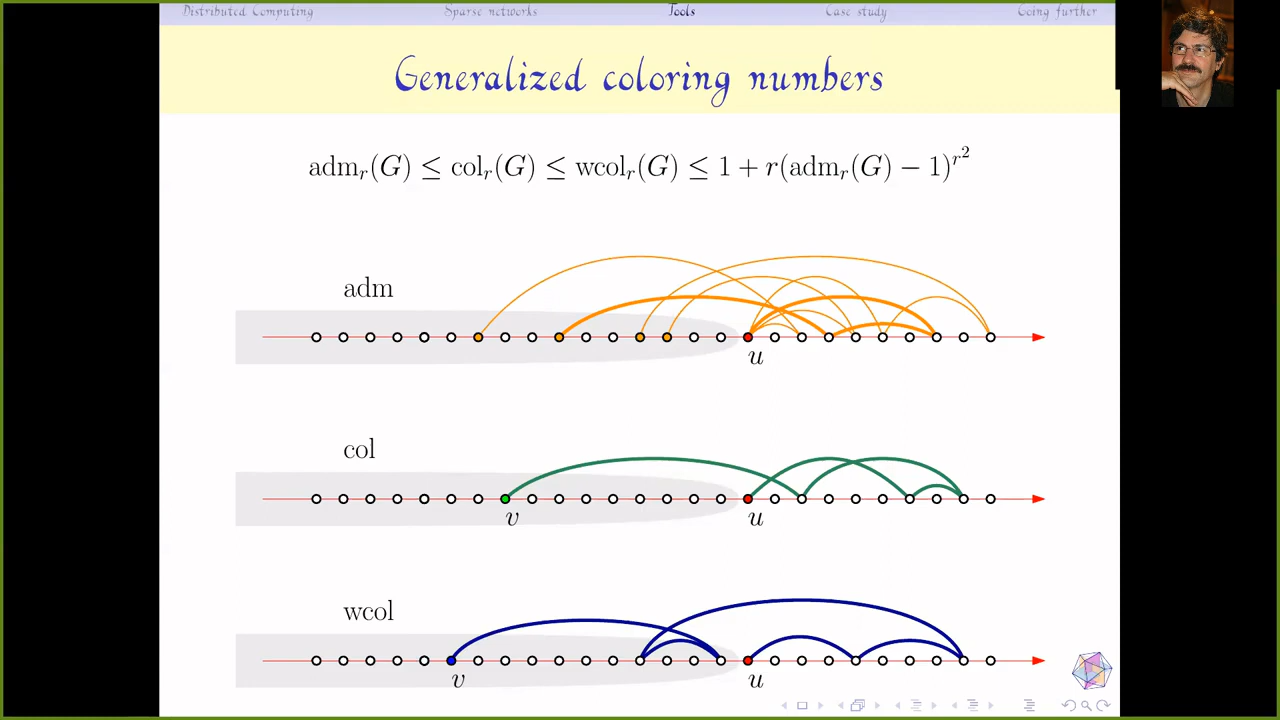 Distributed Computing Sparse networks Tools Case study Going further
Generalized coloring numbers
adm_r(G) ≤ col_r(G) ≤ wcol_r(G) ≤ 1 + r(adm_r(G) − 1)^{r^2}
adm
u
col
v u
wcol
v u